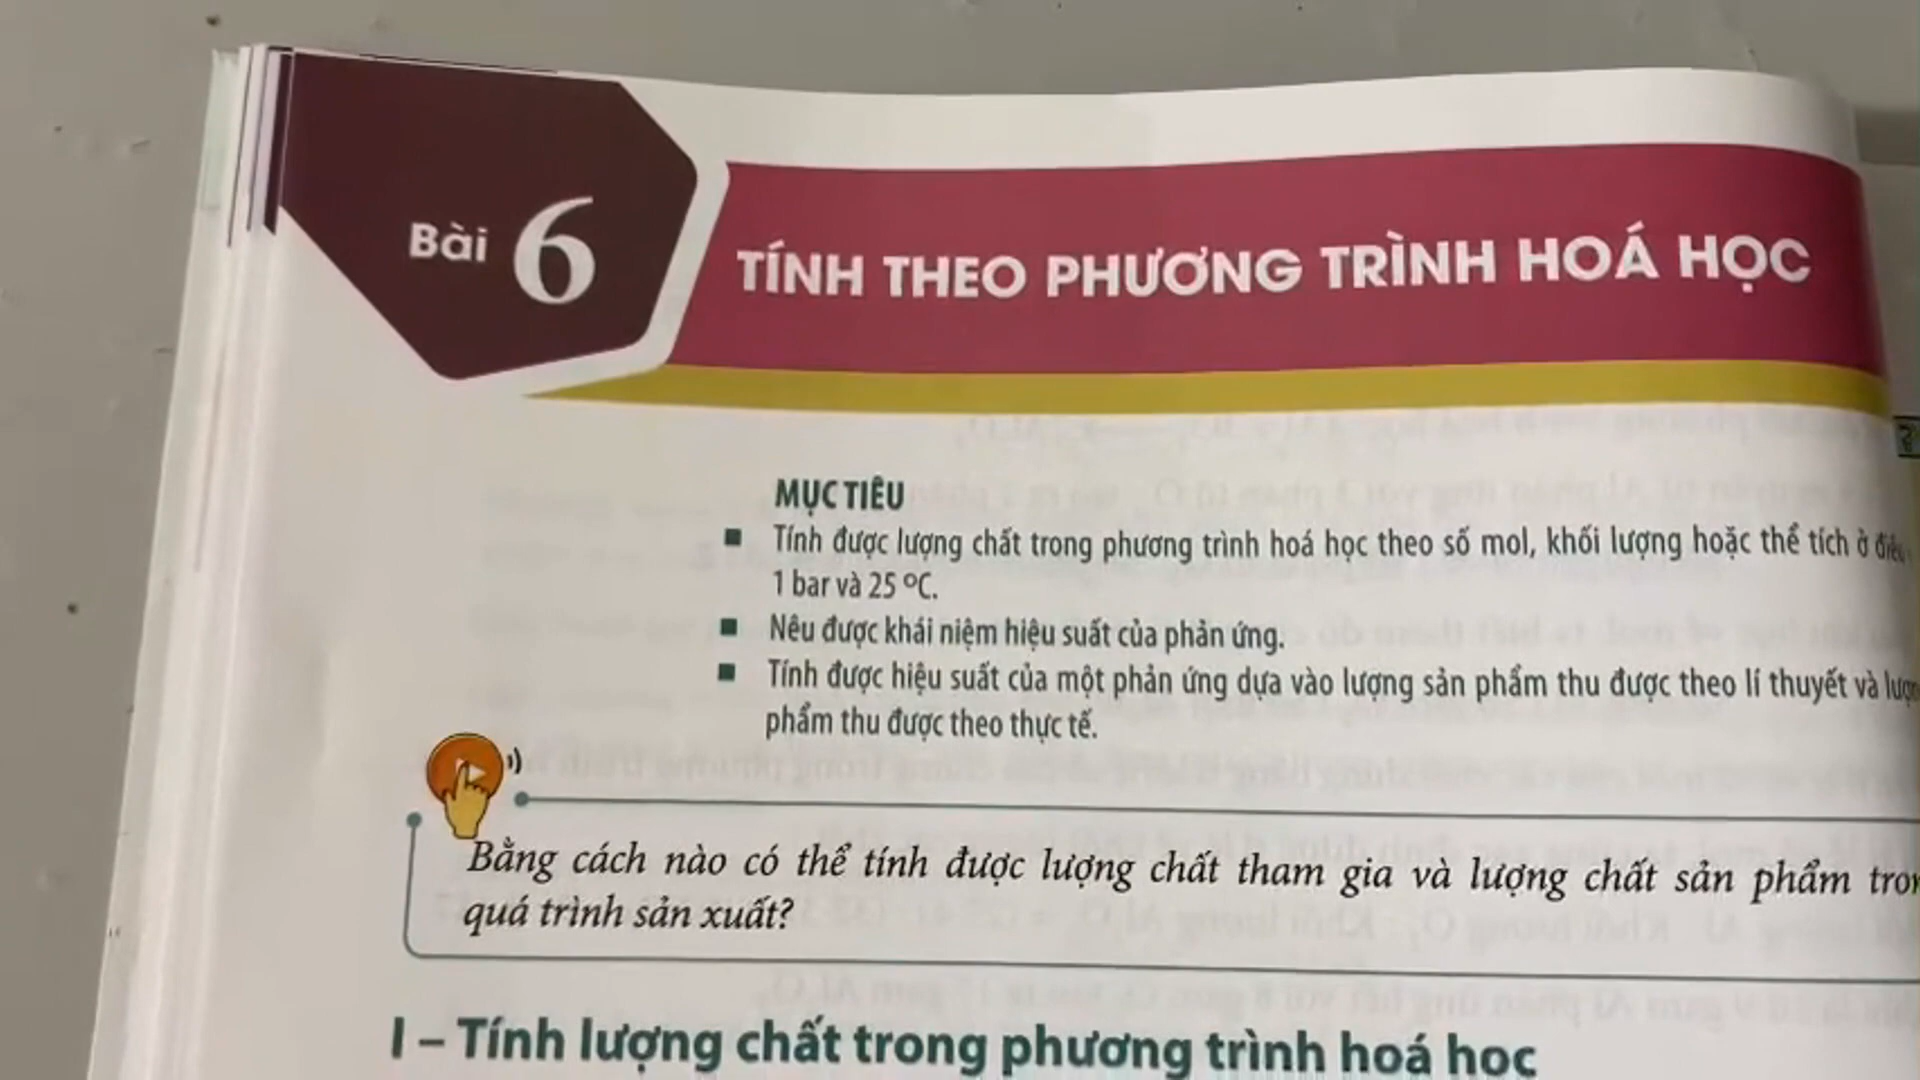 Bài 6
TÍNH THEO PHƯƠNG TRÌNH HOÁ HỌC
MỤC TIÊU
Tính được lượng chất trong phương trình hoá học theo số mol, khối lượng hoặc thể tích ở
1 bar và 25 °C.
Nêu được khái niệm hiệu suất của phản ứng.
Tính được hiệu suất của một phản ứng dựa vào lượng sản phẩm thu được theo lí thuyết và
phẩm thu được theo thực tế.
Bằng cách nào có thể tính được lượng chất tham gia và lượng chất sản phẩm
quá trình sản xuất?
I – Tính lượng chất trong phương trình hoá học